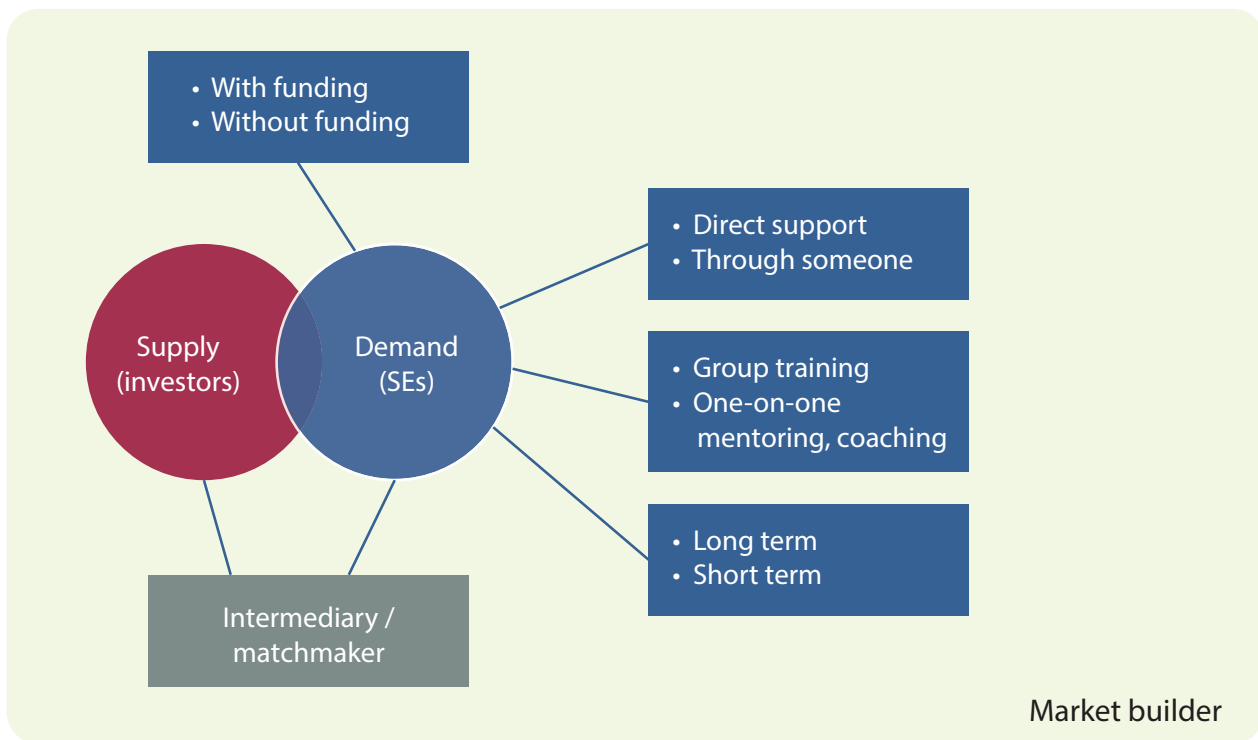 • With funding
• Without funding
• Direct support
• Through someone
Supply
(investors)
Demand
(SEs)
• Group training
• One-on-one
mentoring, coaching
• Long term
• Short term
Intermediary /
matchmaker
Market builder